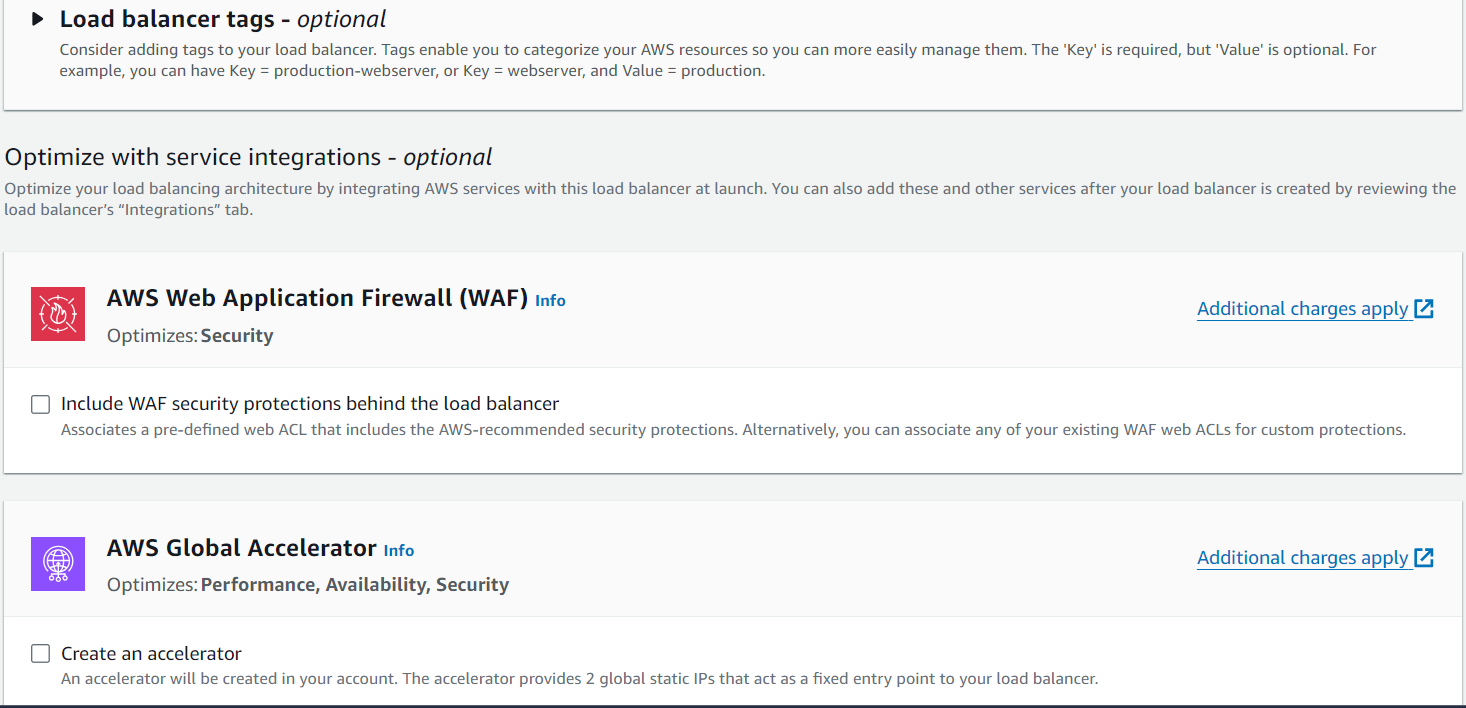 Load balancer tags - optional
Consider adding tags to your load balancer. Tags enable you to categorize your AWS resources so you can more easily manage them. The 'Key' is required, but 'Value' is optional. For
example, you can have Key = production-webserver, or Key = webserver, and Value = production.
Optimize with service integrations - optional
Optimize your load balancing architecture by integrating AWS services with this load balancer at launch. You can also add these and other services after your load balancer is created by reviewing the
load balancer’s “Integrations” tab.
AWS Web Application Firewall (WAF) Info
Additional charges apply
Optimizes: Security
Include WAF security protections behind the load balancer
Associates a pre-defined web ACL that includes the AWS-recommended security protections. Alternatively, you can associate any of your existing WAF web ACLs for custom protections.
AWS Global Accelerator Info
Additional charges apply
Optimizes: Performance, Availability, Security
Create an accelerator
An accelerator will be created in your account. The accelerator provides 2 global static IPs that act as a fixed entry point to your load balancer.